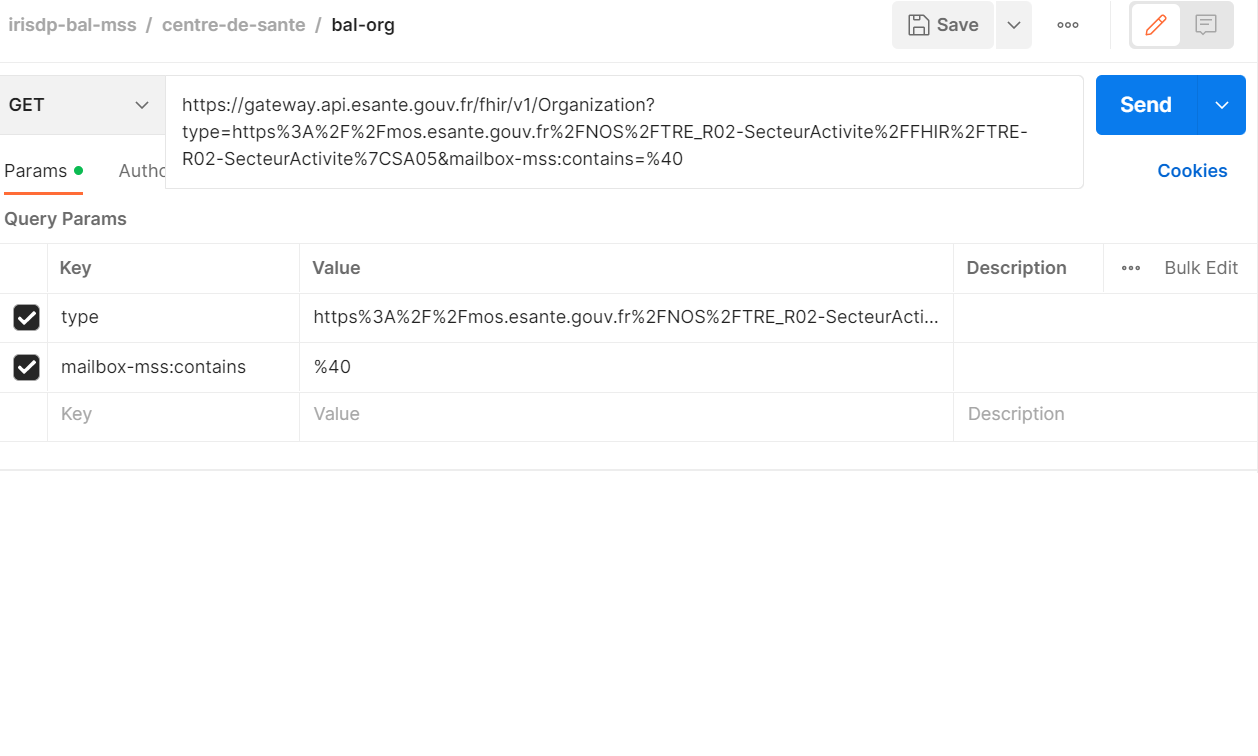 irisdp-bal-mss / centre-de-sante / bal-org
Save
GET
https://gateway.api.esante.gouv.fr/fhir/v1/Organization?
type=https%3A%2F%2Fmos.esante.gouv.fr%2FNOS%2FTRE_R02-SecteurActivite%2FFHIR%2FTRE-
R02-SecteurActivite%7CSA05&mailbox-mss:contains=%40
Send
Params
Autho
Cookies
Query Params
Key Value Description Bulk Edit
type https%3A%2F%2Fmos.esante.gouv.fr%2FNOS%2FTRE_R02-SecteurActi...
mailbox-mss:contains %40
Key Value Description